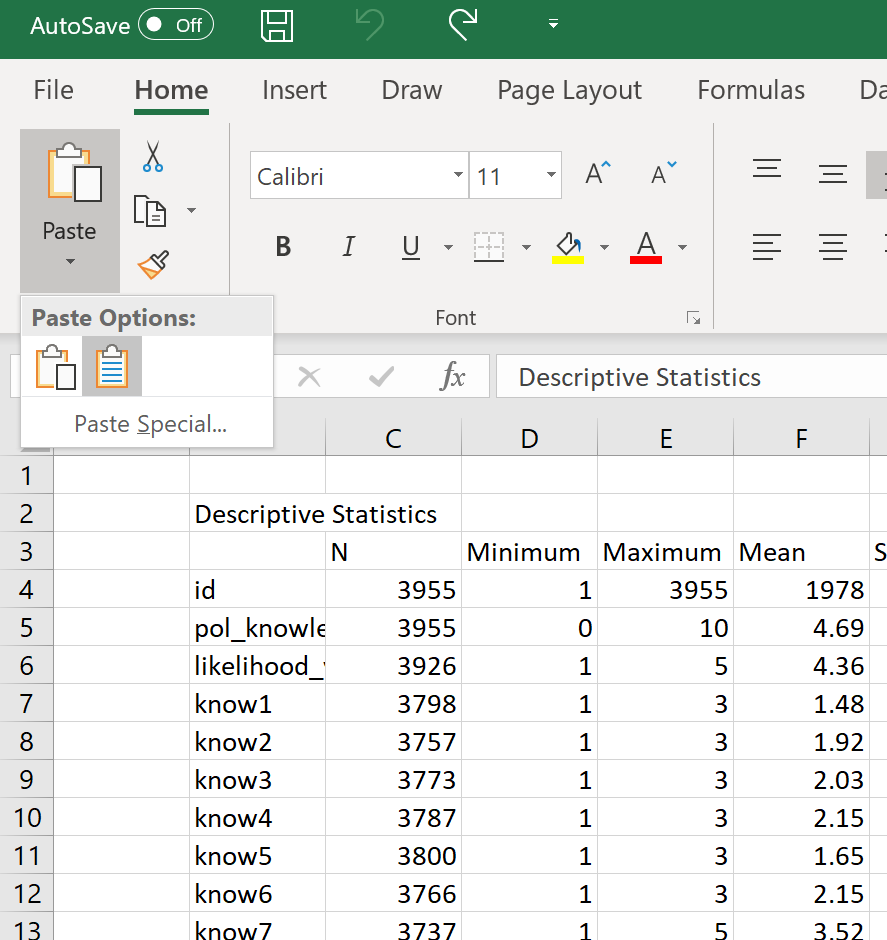 AutoSave Off
File Home Insert Draw Page Layout Formulas Da
Calibri 11 A A
Paste
B I U A
Paste Options:
Font
fx Descriptive Statistics
Paste Special...
C D E F
1
2 Descriptive Statistics
3 N Minimum Maximum Mean S
4 id 3955 1 3955 1978
5 pol_knowle 3955 0 10 4.69
6 likelihood_ 3926 1 5 4.36
7 know1 3798 1 3 1.48
8 know2 3757 1 3 1.92
9 know3 3773 1 3 2.03
10 know4 3787 1 3 2.15
11 know5 3800 1 3 1.65
12 know6 3766 1 3 2.15
13 know7 3737 1 5 3.52